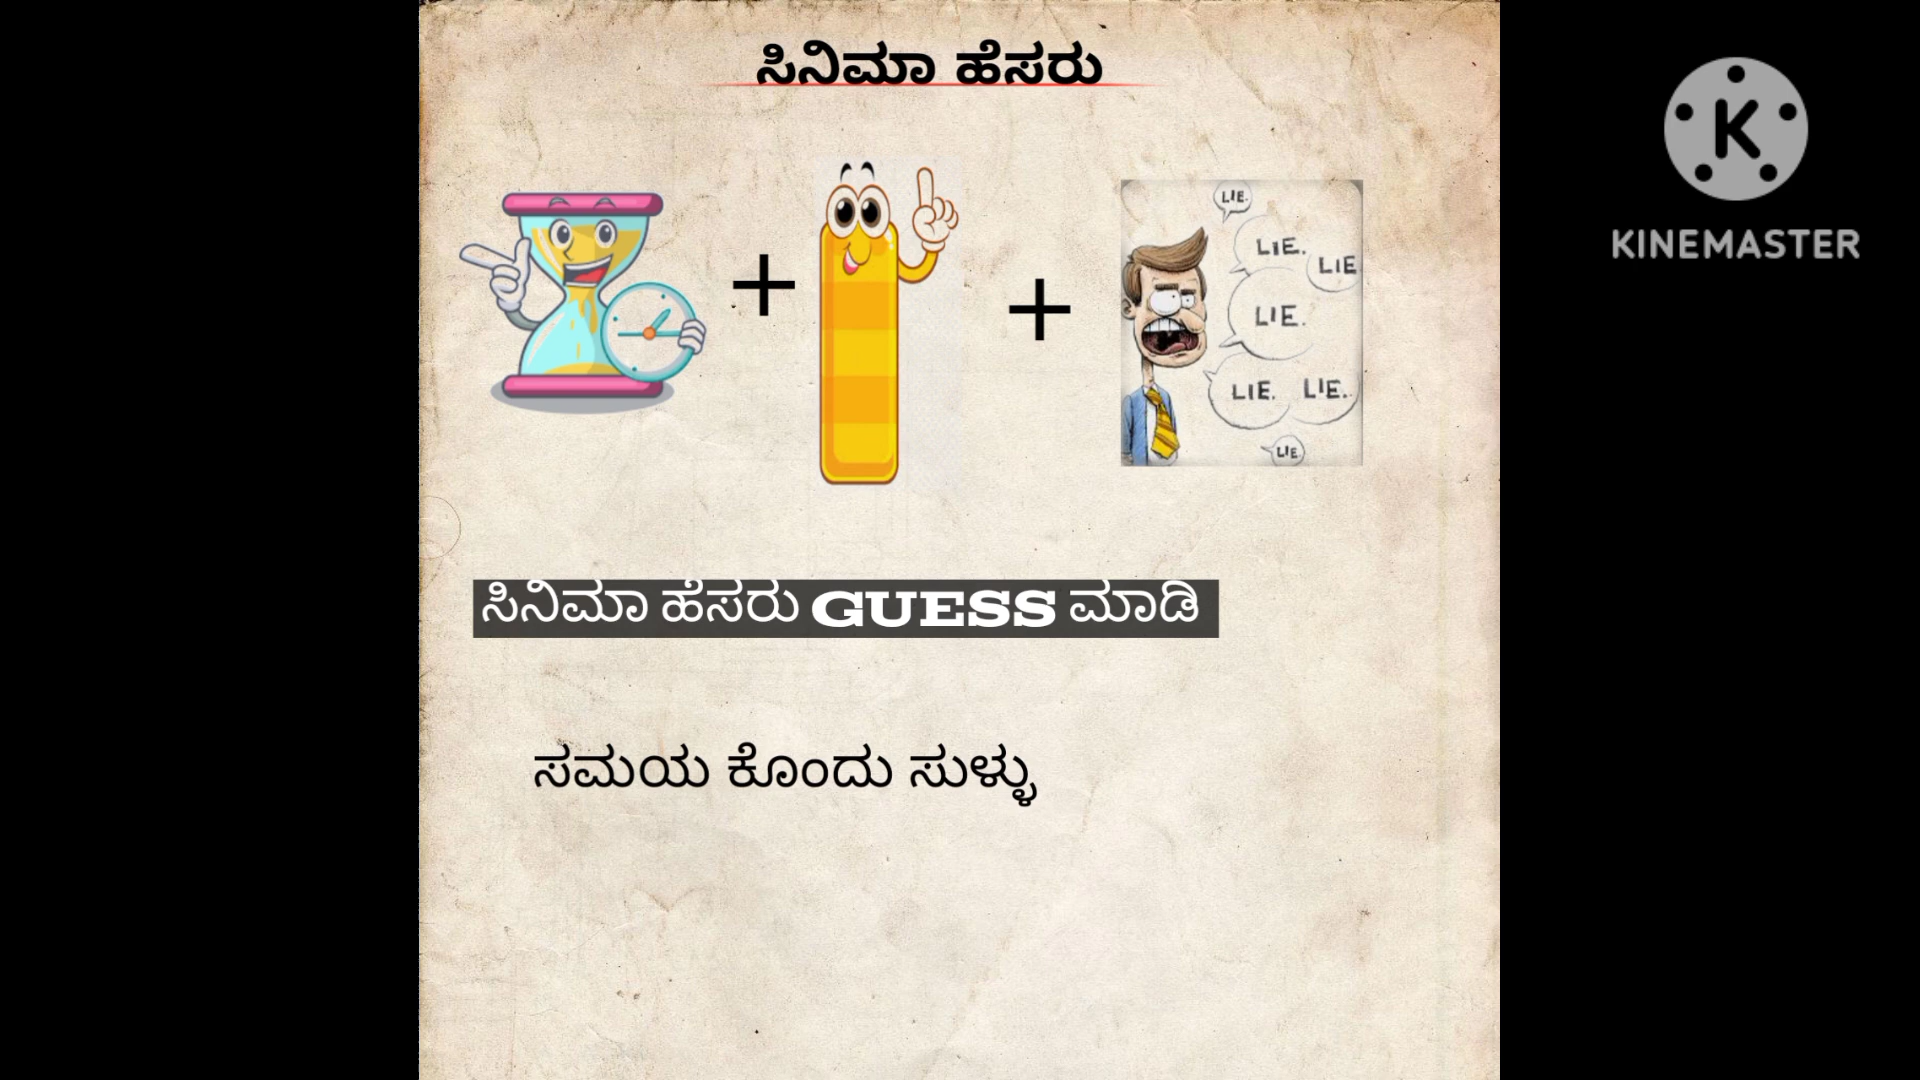 ಸಿನಿಮಾ ಹೆಸರು
LIE.
LIE.
LIE
LIE.
LIE. LIE.
LIE.
ಸಿನಿಮಾ ಹೆಸರು GUESS ಮಾಡಿ
ಸಮಯ ಕೊಂದು ಸುಳ್ಳು
K
KINEMASTER